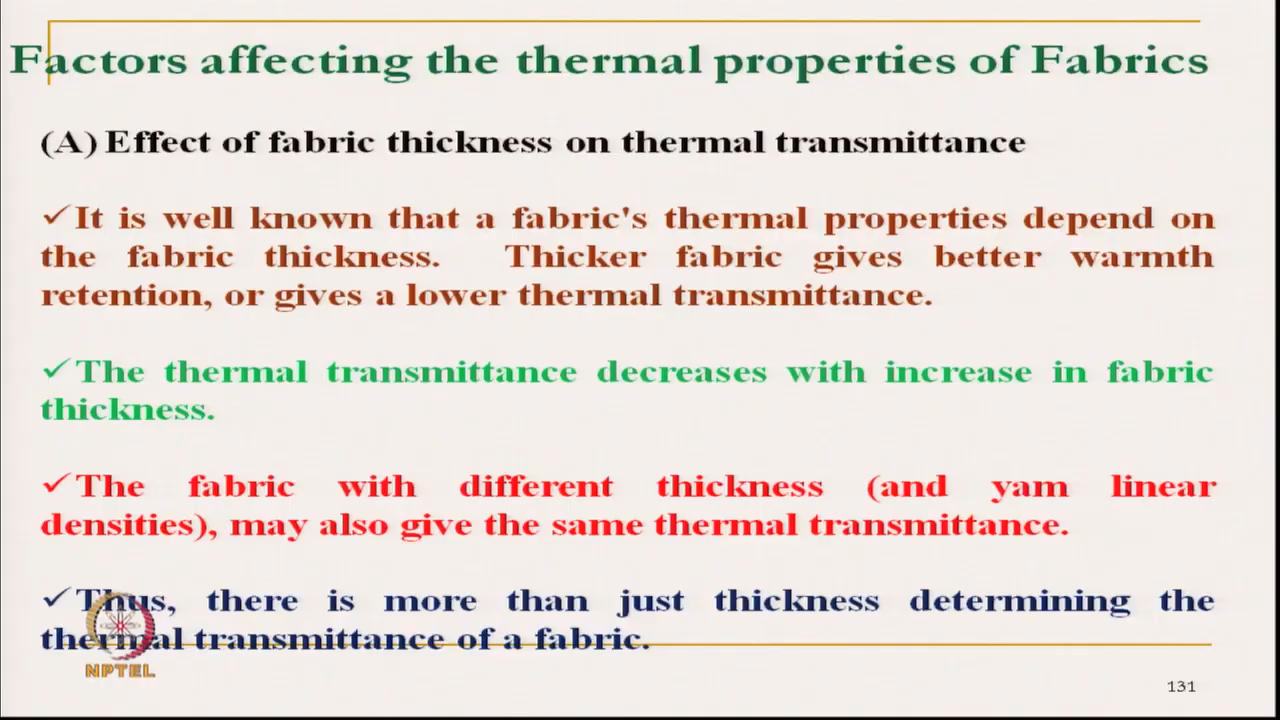 Factors affecting the thermal properties of Fabrics
(A) Effect of fabric thickness on thermal transmittance
✓It is well known that a fabric's thermal properties depend on
the fabric thickness. Thicker fabric gives better warmth
retention, or gives a lower thermal transmittance.
✓The thermal transmittance decreases with increase in fabric
thickness.
✓The fabric with different thickness (and yam linear
densities), may also give the same thermal transmittance.
✓Thus, there is more than just thickness determining the
thermal transmittance of a fabric.
NPTEL
131